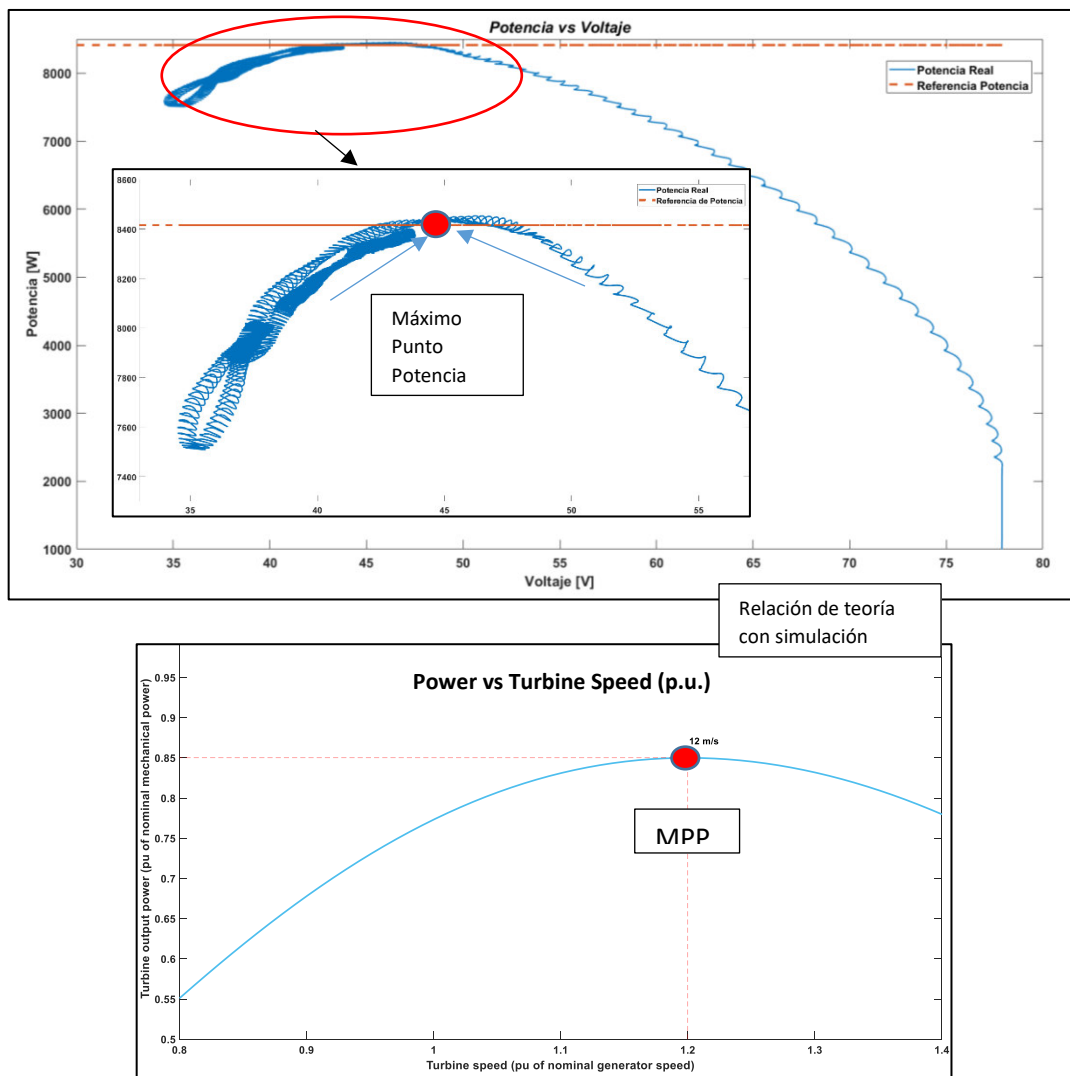 Potencia vs Voltaje
Potencia [W]
8000
7000
6000
5000
4000
3000
2000
1000
30
35
40
45
50
55
60
65
70
75
80
Voltaje [V]
Potencia Real
Referencia Potencia
8600
8400
8200
8000
7800
7600
7400
35
40
45
50
55
Potencia Real
Referencia de Potencia
Máximo
Punto
Potencia
Relación de teoría
con simulación
Power vs Turbine Speed (p.u.)
Turbine output power (pu of nominal mechanical power)
0.95
0.9
0.85
0.8
0.75
0.7
0.65
0.6
0.55
0.5
12 m/s
MPP
0.8
0.9
1
1.1
1.2
1.3
1.4
Turbine speed (pu of nominal generator speed)